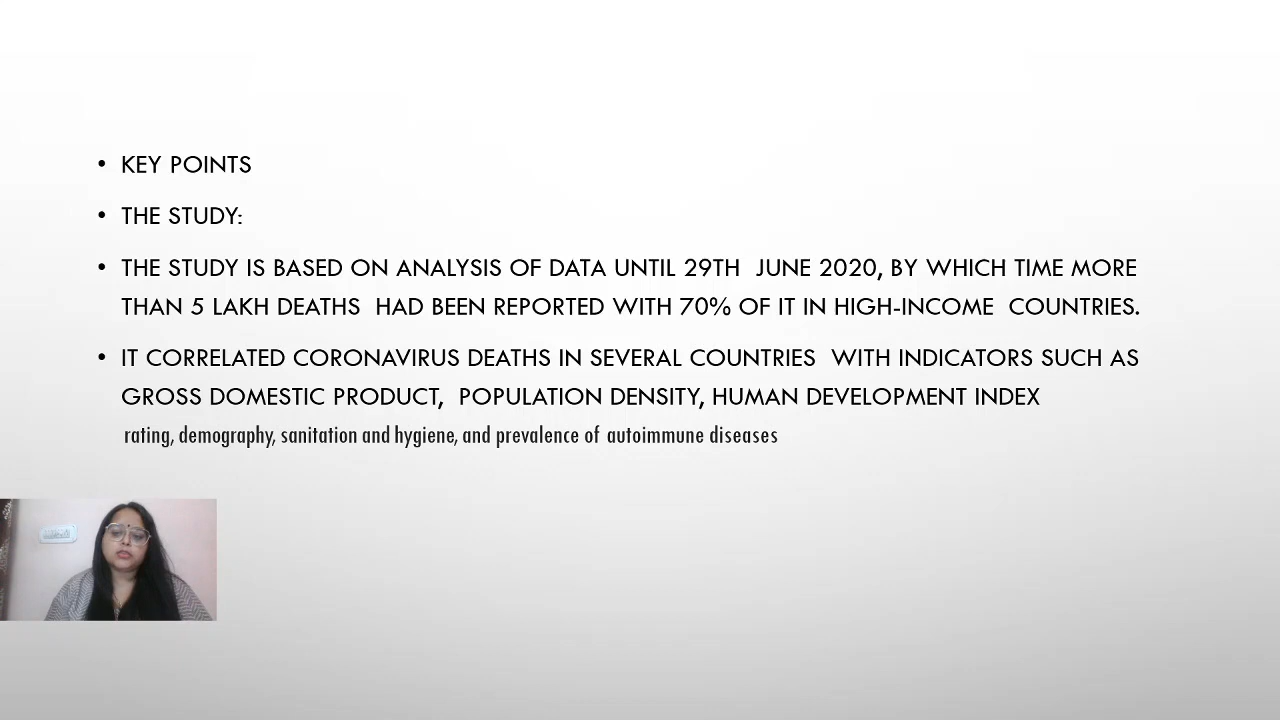 • KEY POINTS
• THE STUDY:
• THE STUDY IS BASED ON ANALYSIS OF DATA UNTIL 29TH JUNE 2020, BY WHICH TIME MORE
THAN 5 LAKH DEATHS HAD BEEN REPORTED WITH 70% OF IT IN HIGH-INCOME COUNTRIES.
• IT CORRELATED CORONAVIRUS DEATHS IN SEVERAL COUNTRIES WITH INDICATORS SUCH AS
GROSS DOMESTIC PRODUCT, POPULATION DENSITY, HUMAN DEVELOPMENT INDEX
rating, demography, sanitation and hygiene, and prevalence of autoimmune diseases